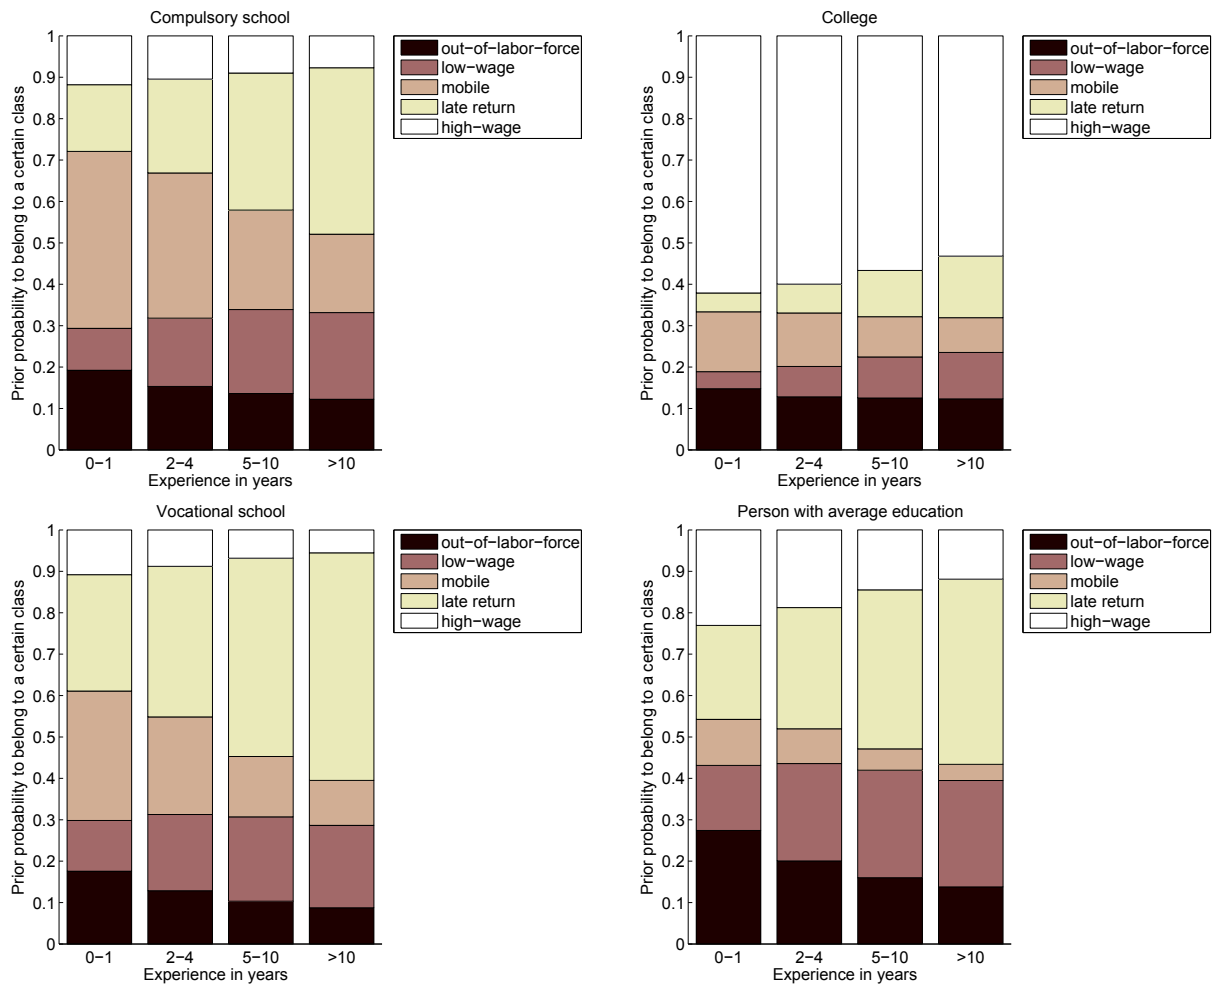 Compulsory school
Prior probability to belong to a certain class
1
0.9
0.8
0.7
0.6
0.5
0.4
0.3
0.2
0.1
0
0−1 2−4 5−10 >10
Experience in years
out−of−labor−force
low−wage
mobile
late return
high−wage
College
Prior probability to belong to a certain class
1
0.9
0.8
0.7
0.6
0.5
0.4
0.3
0.2
0.1
0
0−1 2−4 5−10 >10
Experience in years
out−of−labor−force
low−wage
mobile
late return
high−wage
Vocational school
Prior probability to belong to a certain class
1
0.9
0.8
0.7
0.6
0.5
0.4
0.3
0.2
0.1
0
0−1 2−4 5−10 >10
Experience in years
out−of−labor−force
low−wage
mobile
late return
high−wage
Person with average education
Prior probability to belong to a certain class
1
0.9
0.8
0.7
0.6
0.5
0.4
0.3
0.2
0.1
0
0−1 2−4 5−10 >10
Experience in years
out−of−labor−force
low−wage
mobile
late return
high−wage